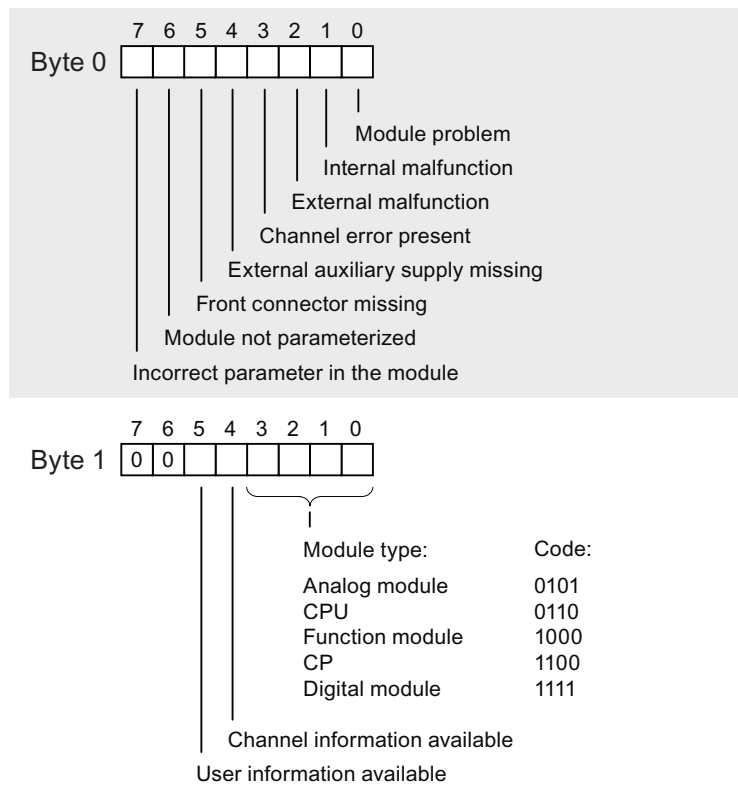 7 6 5 4 3 2 1 0
Byte 0
Module problem
Internal malfunction
External malfunction
Channel error present
External auxiliary supply missing
Front connector missing
Module not parameterized
Incorrect parameter in the module
7 6 5 4 3 2 1 0
Byte 1 0 0
Module type: Code:
Analog module 0101
CPU 0110
Function module 1000
CP 1100
Digital module 1111
Channel information available
User information available